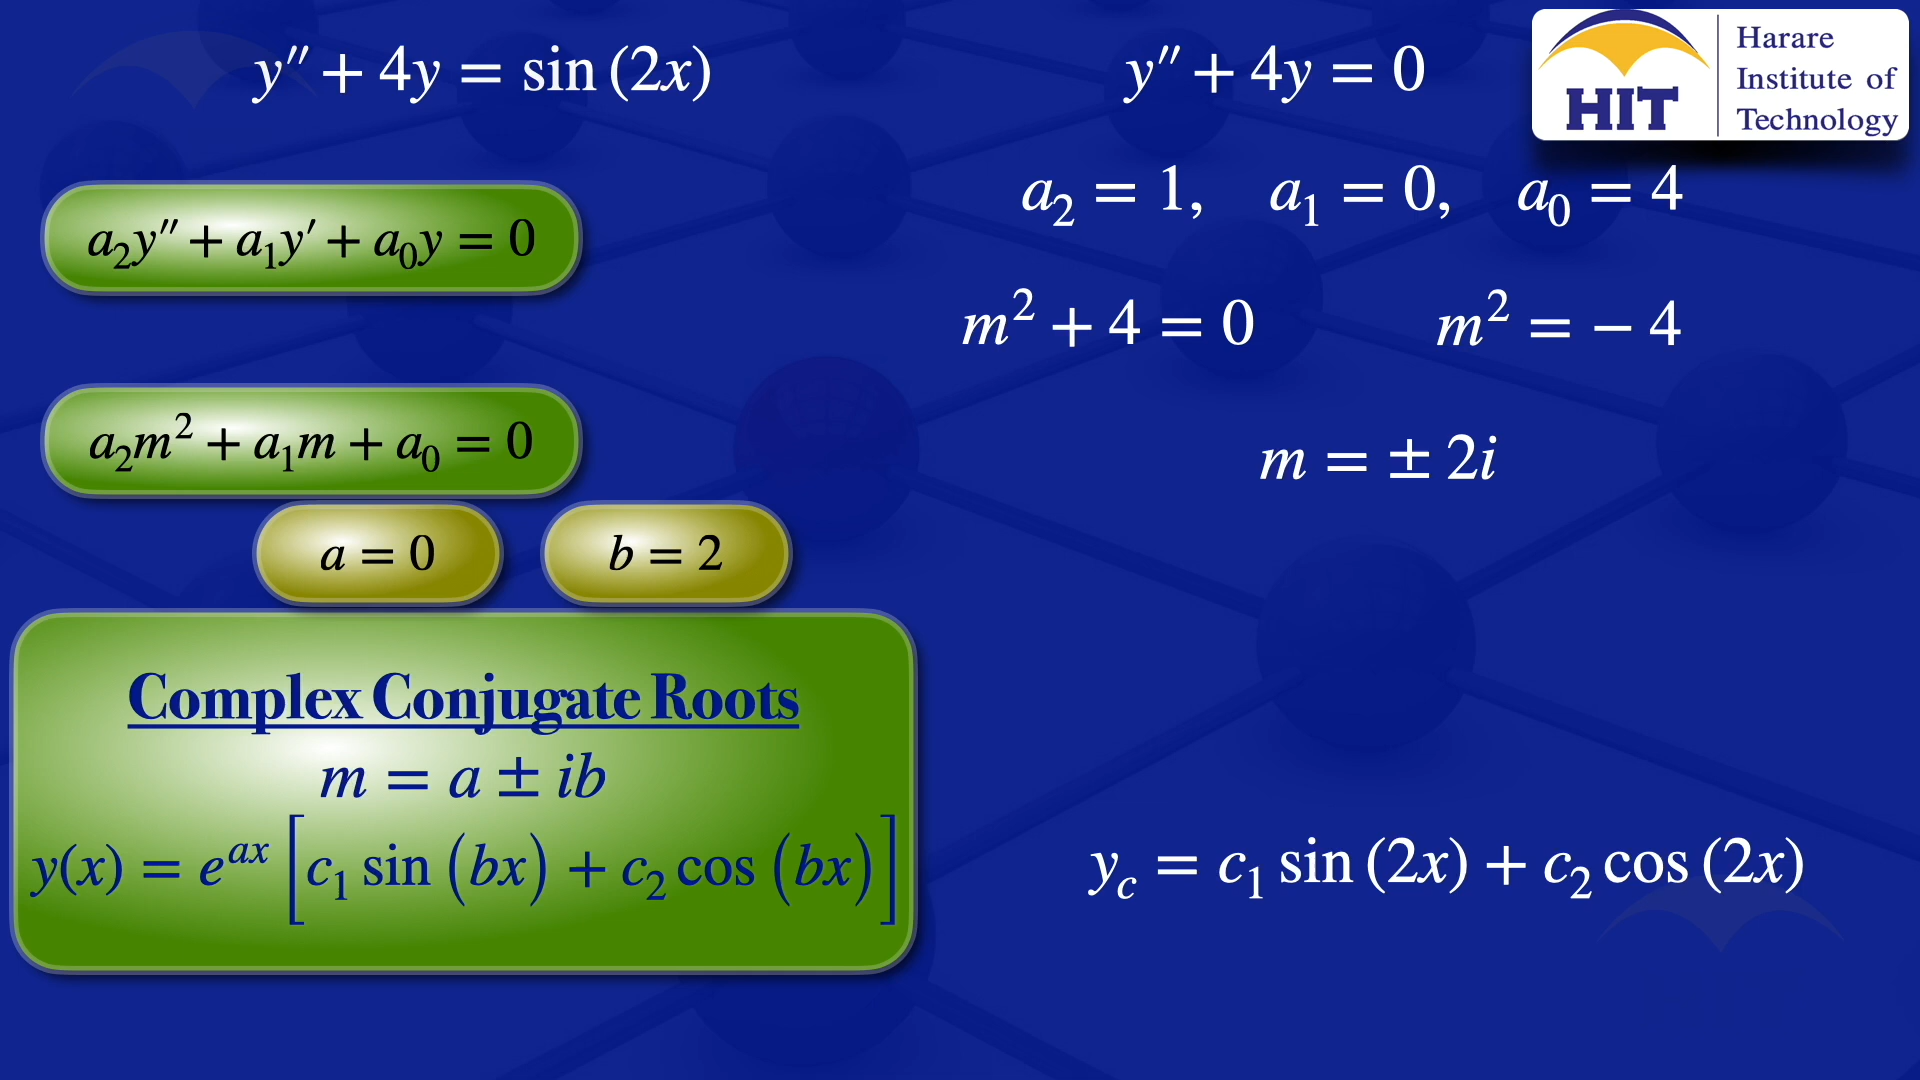 y″ + 4y = sin (2x)
a₂y″ + a₁y′ + a₀y = 0
a₂m² + a₁m + a₀ = 0
a = 0
b = 2
Complex Conjugate Roots
m = a ± ib
y(x) = eᵃˣ [c₁ sin (bx) + c₂ cos (bx)]
y″ + 4y = 0
a₂ = 1, a₁ = 0, a₀ = 4
m² + 4 = 0
m² = − 4
m = ± 2i
y_c = c₁ sin (2x) + c₂ cos (2x)
HIT
Harare
Institute of
Technology